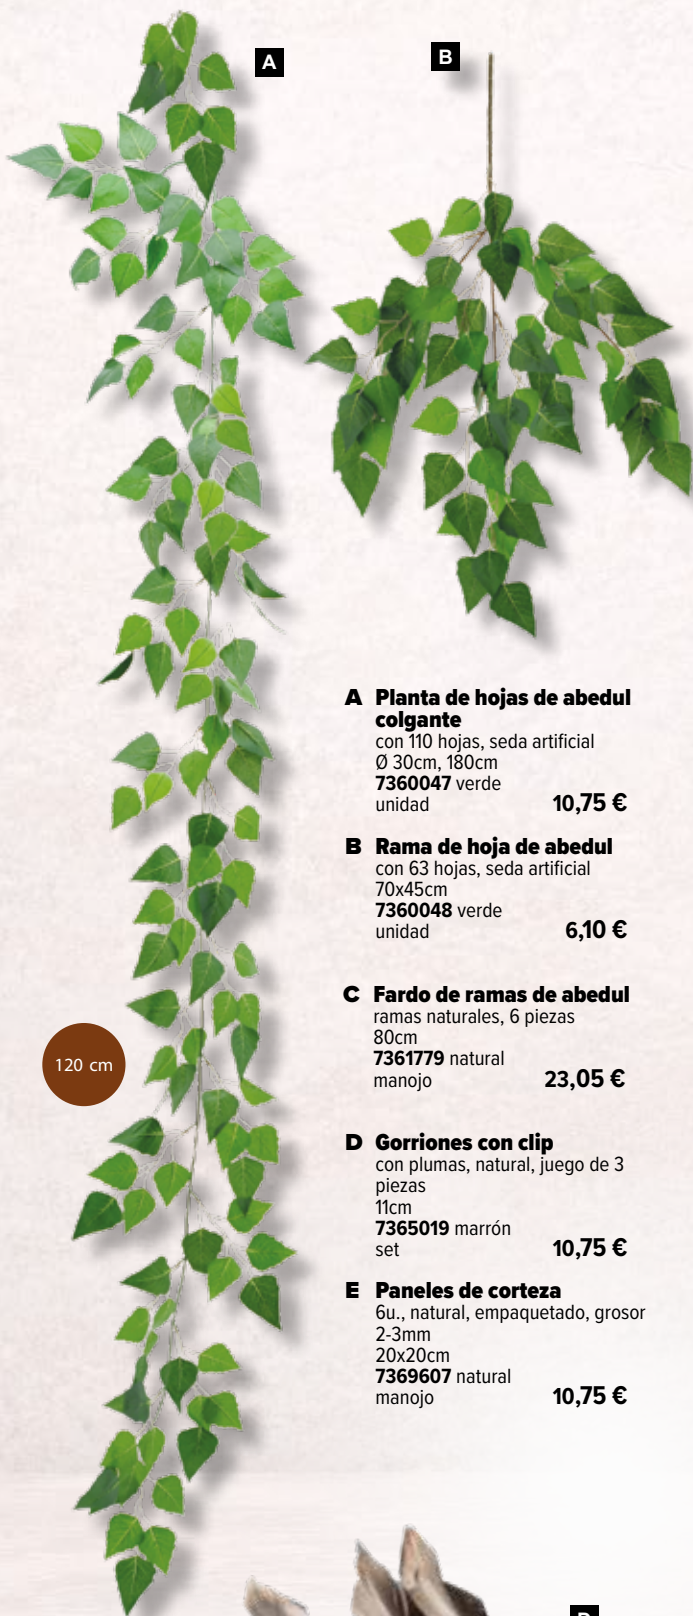 A
B
A Planta de hojas de abedul
colgante
con 110 hojas, seda artificial
Ø 30cm, 180cm
7360047 verde
unidad 10,75 €
B Rama de hoja de abedul
con 63 hojas, seda artificial
70x45cm
7360048 verde
unidad 6,10 €
C Fardo de ramas de abedul
ramas naturales, 6 piezas
80cm
7361779 natural
manojo 23,05 €
120 cm
D Gorriones con clip
con plumas, natural, juego de 3
piezas
11cm
7365019 marrón
set 10,75 €
E Paneles de corteza
6u., natural, empaquetado, grosor
2-3mm
20x20cm
7369607 natural
manojo 10,75 €